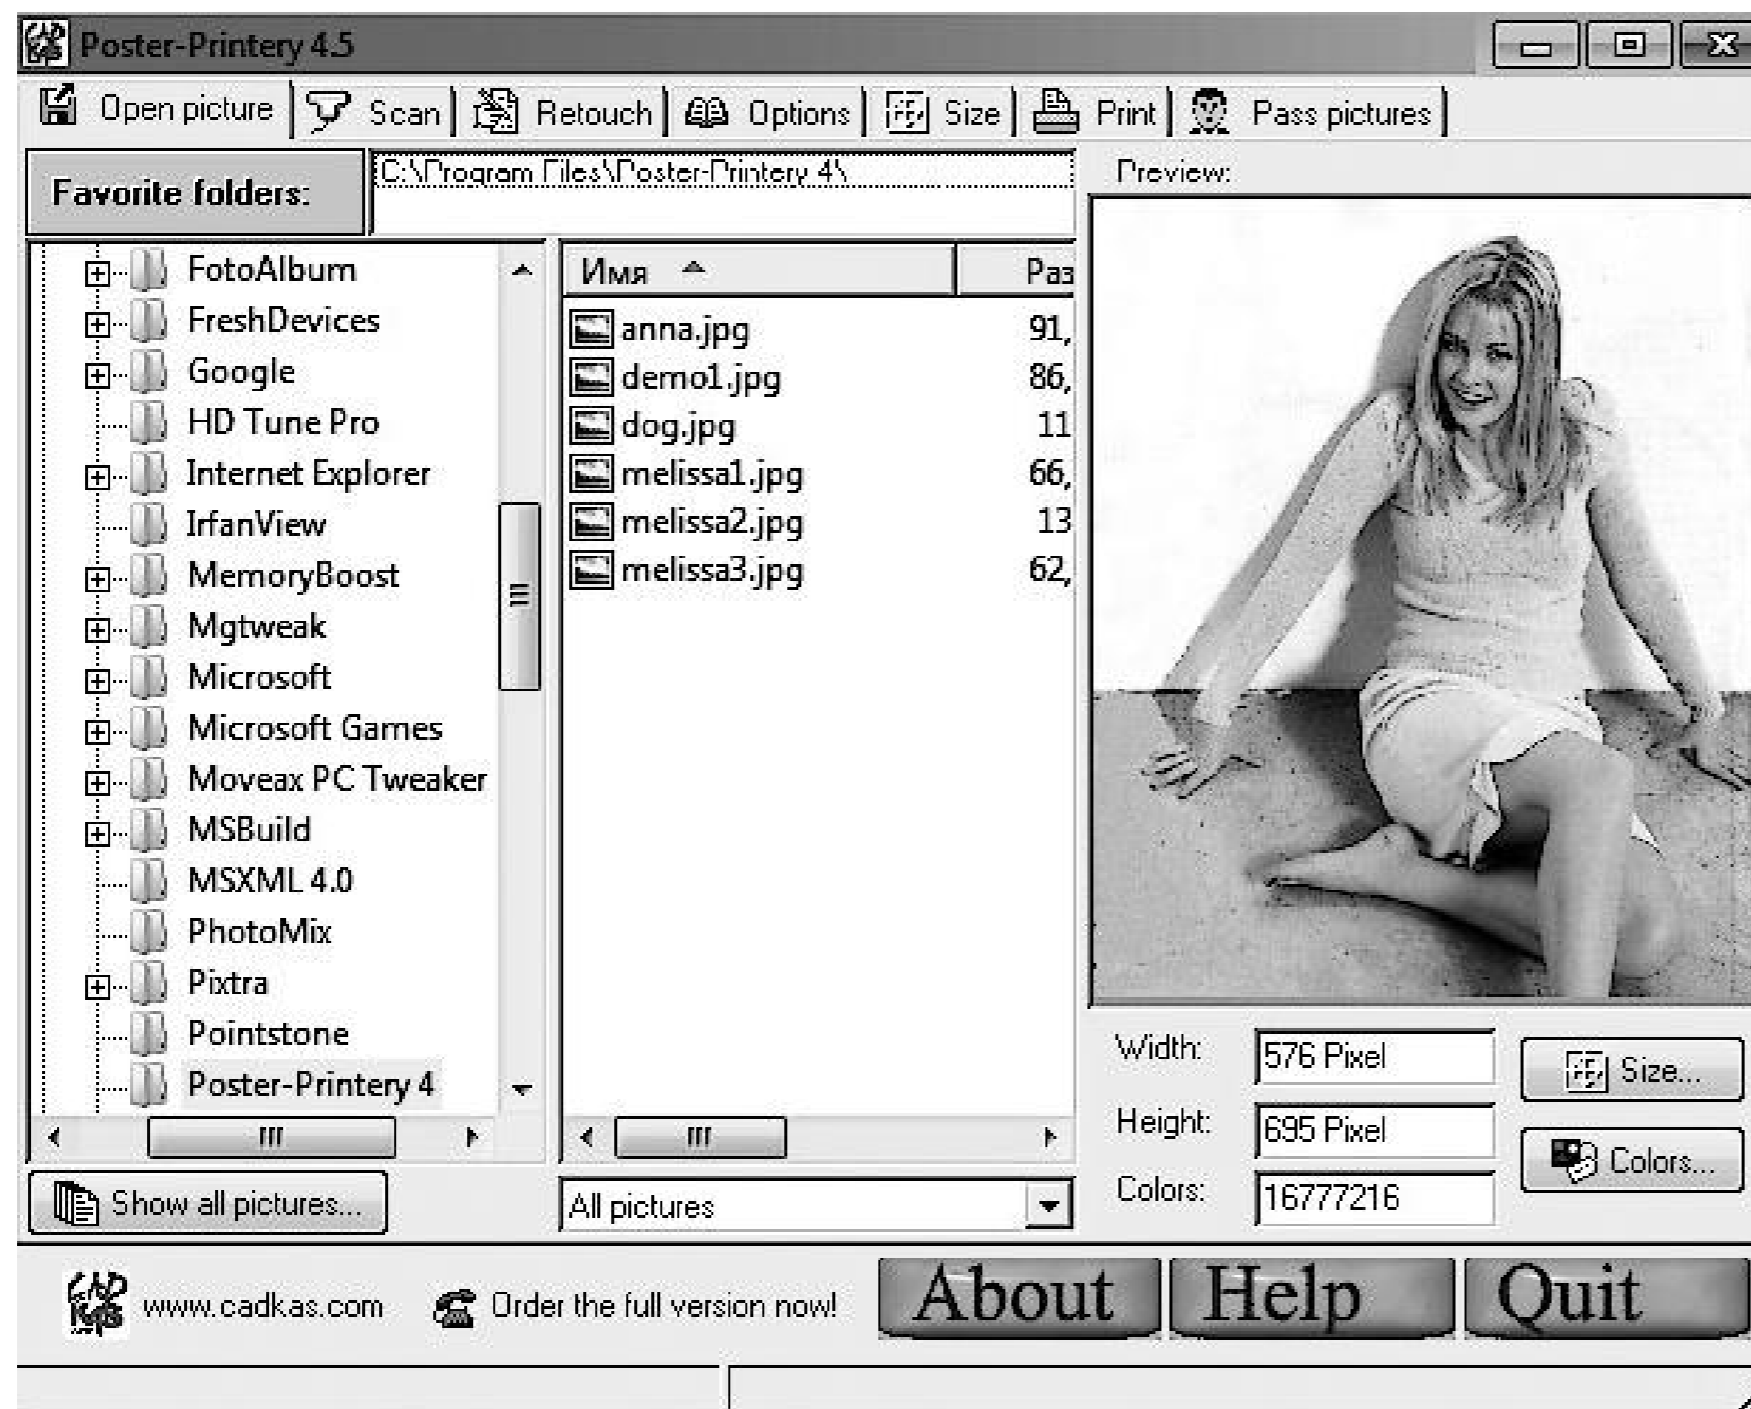 Poster-Printery 4.5
Open picture Scan Retouch Options Size Print Pass pictures
Favorite folders:
C:\Program Files\Poster-Printery 4\
Preview:
FotoAlbum
FreshDevices
Google
HD Tune Pro
Internet Explorer
IrfanView
MemoryBoost
Mgtweak
Microsoft
Microsoft Games
Moveax PC Tweaker
MSBuild
MSXML 4.0
PhotoMix
Pixtra
Pointstone
Poster-Printery 4
Имя Раз
anna.jpg 91,
demo1.jpg 86,
dog.jpg 11
melissa1.jpg 66,
melissa2.jpg 13
melissa3.jpg 62,
Width: 576 Pixel Size...
Height: 695 Pixel
Colors...
Colors: 16777216
Show all pictures...
All pictures
www.cadkas.com Order the full version now! About Help Quit